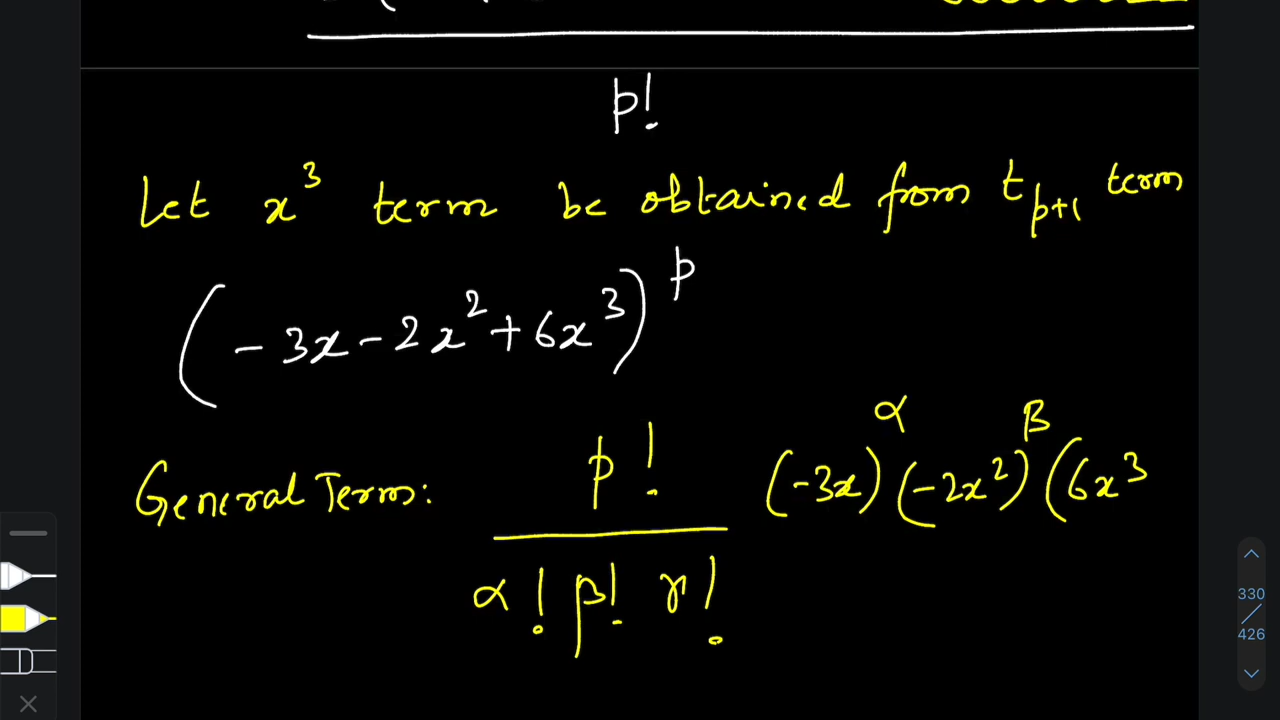 p!
Let x³ term be obtained from t_{p+1} term
(-3x-2x²+6x³)^p
General Term: p! / α! β! γ! (-3x)^α (-2x²)^β (6x³
330
426